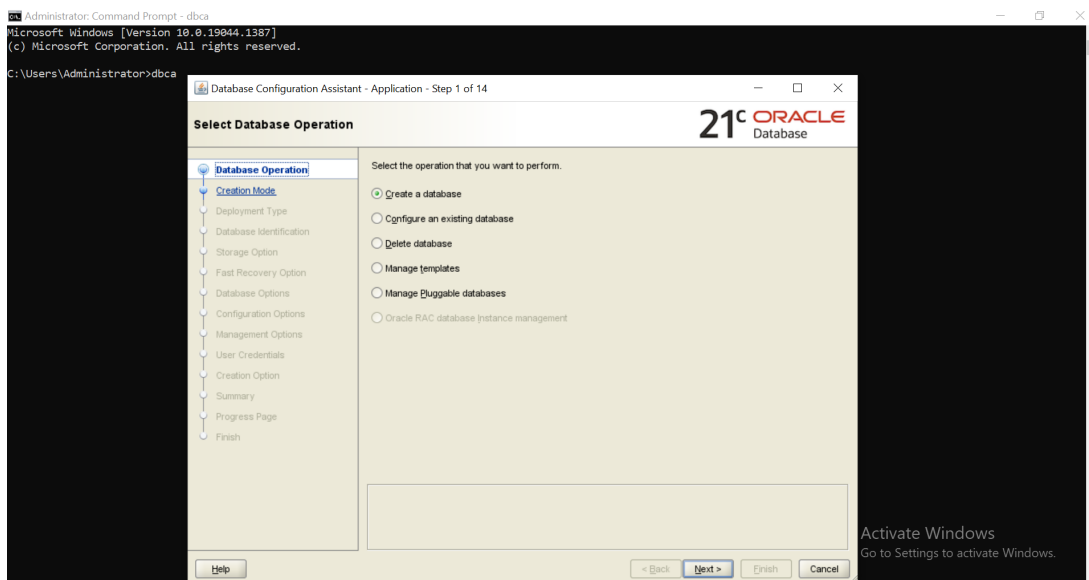 Administrator: Command Prompt - dbca
Microsoft Windows [Version 10.0.19044.1387]
(c) Microsoft Corporation. All rights reserved.
C:\Users\Administrator>dbca
Database Configuration Assistant - Application - Step 1 of 14
Select Database Operation
21c ORACLE
Database
Database Operation
Creation Mode
Deployment Type
Database Identification
Storage Option
Fast Recovery Option
Database Options
Configuration Options
Management Options
User Credentials
Creation Option
Summary
Progress Page
Finish
Select the operation that you want to perform.
Create a database
Configure an existing database
Delete database
Manage templates
Manage Pluggable databases
Oracle RAC database Instance management
Help
< Back
Next >
Finish
Cancel
Activate Windows
Go to Settings to activate Windows.